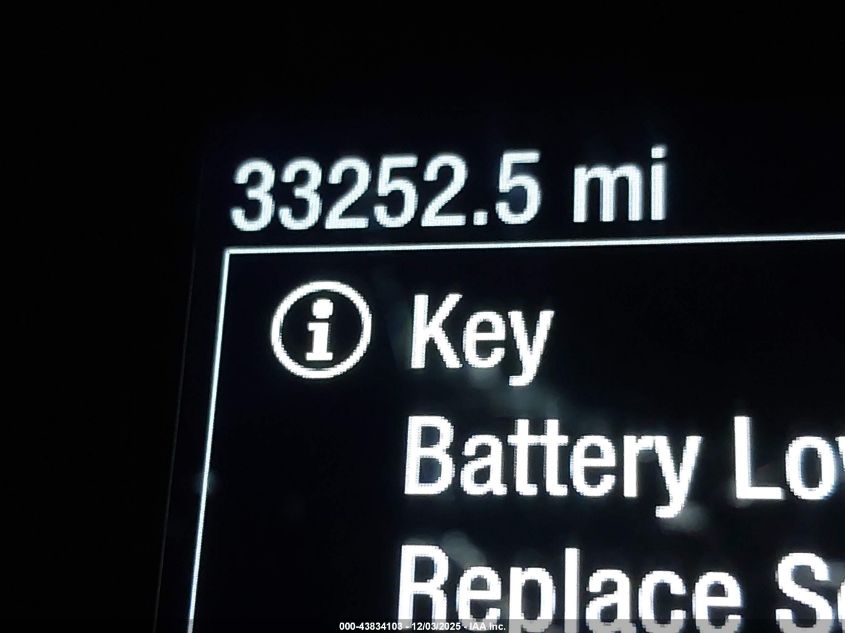 33252.5 mi
Key
Battery Lo
Replace S
000-43834103 - 12/03/2025 - IAA Inc.